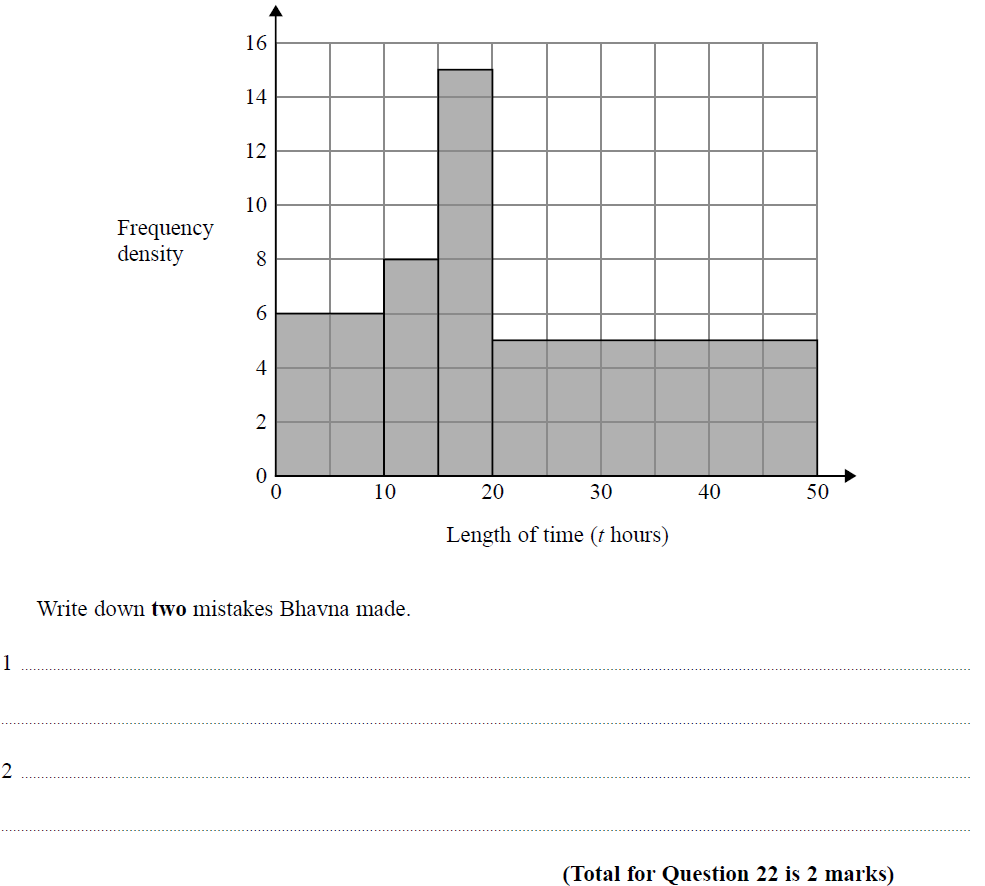 16
14
12
10
Frequency
density
8
6
4
2
0
0 10 20 30 40 50
Length of time (t hours)
Write down two mistakes Bhavna made.
1
2
(Total for Question 22 is 2 marks)